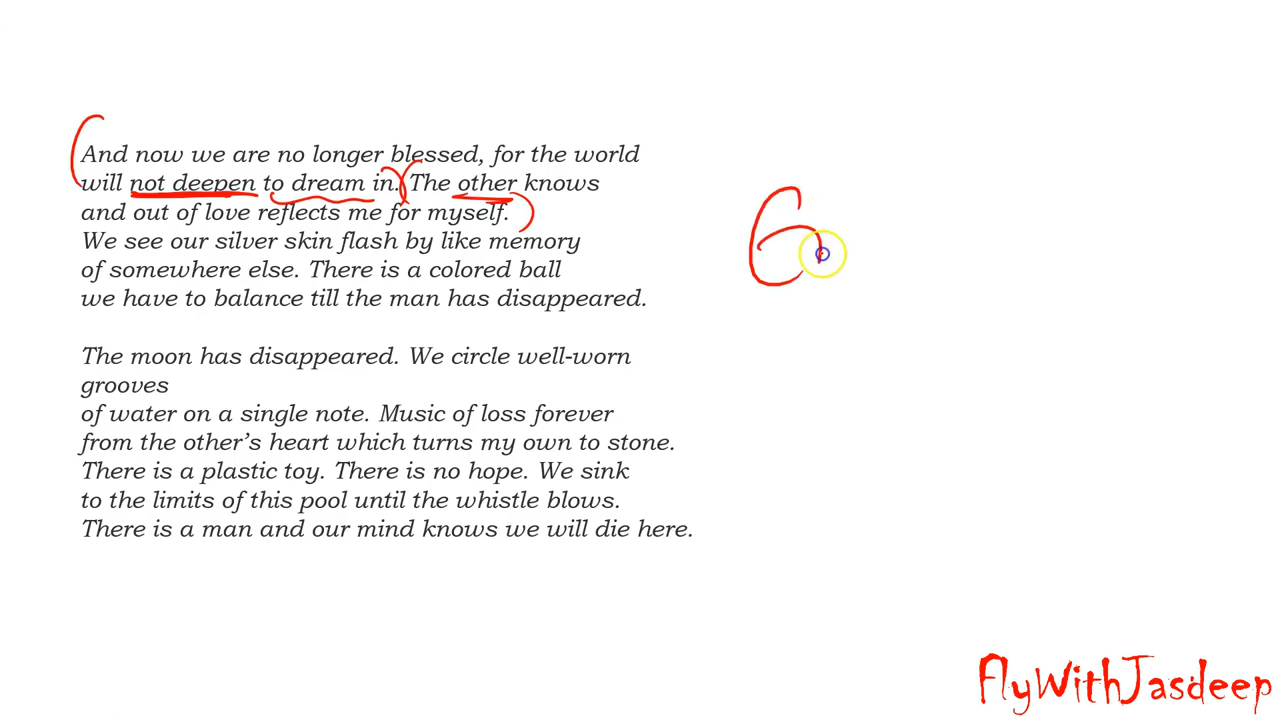 And now we are no longer blessed, for the world
will not deepen to dream in. The other knows
and out of love reflects me for myself.
We see our silver skin flash by like memory
of somewhere else. There is a colored ball
we have to balance till the man has disappeared.
The moon has disappeared. We circle well-worn
grooves
of water on a single note. Music of loss forever
from the other's heart which turns my own to stone.
There is a plastic toy. There is no hope. We sink
to the limits of this pool until the whistle blows.
There is a man and our mind knows we will die here.
6
FlyWithJasdeep